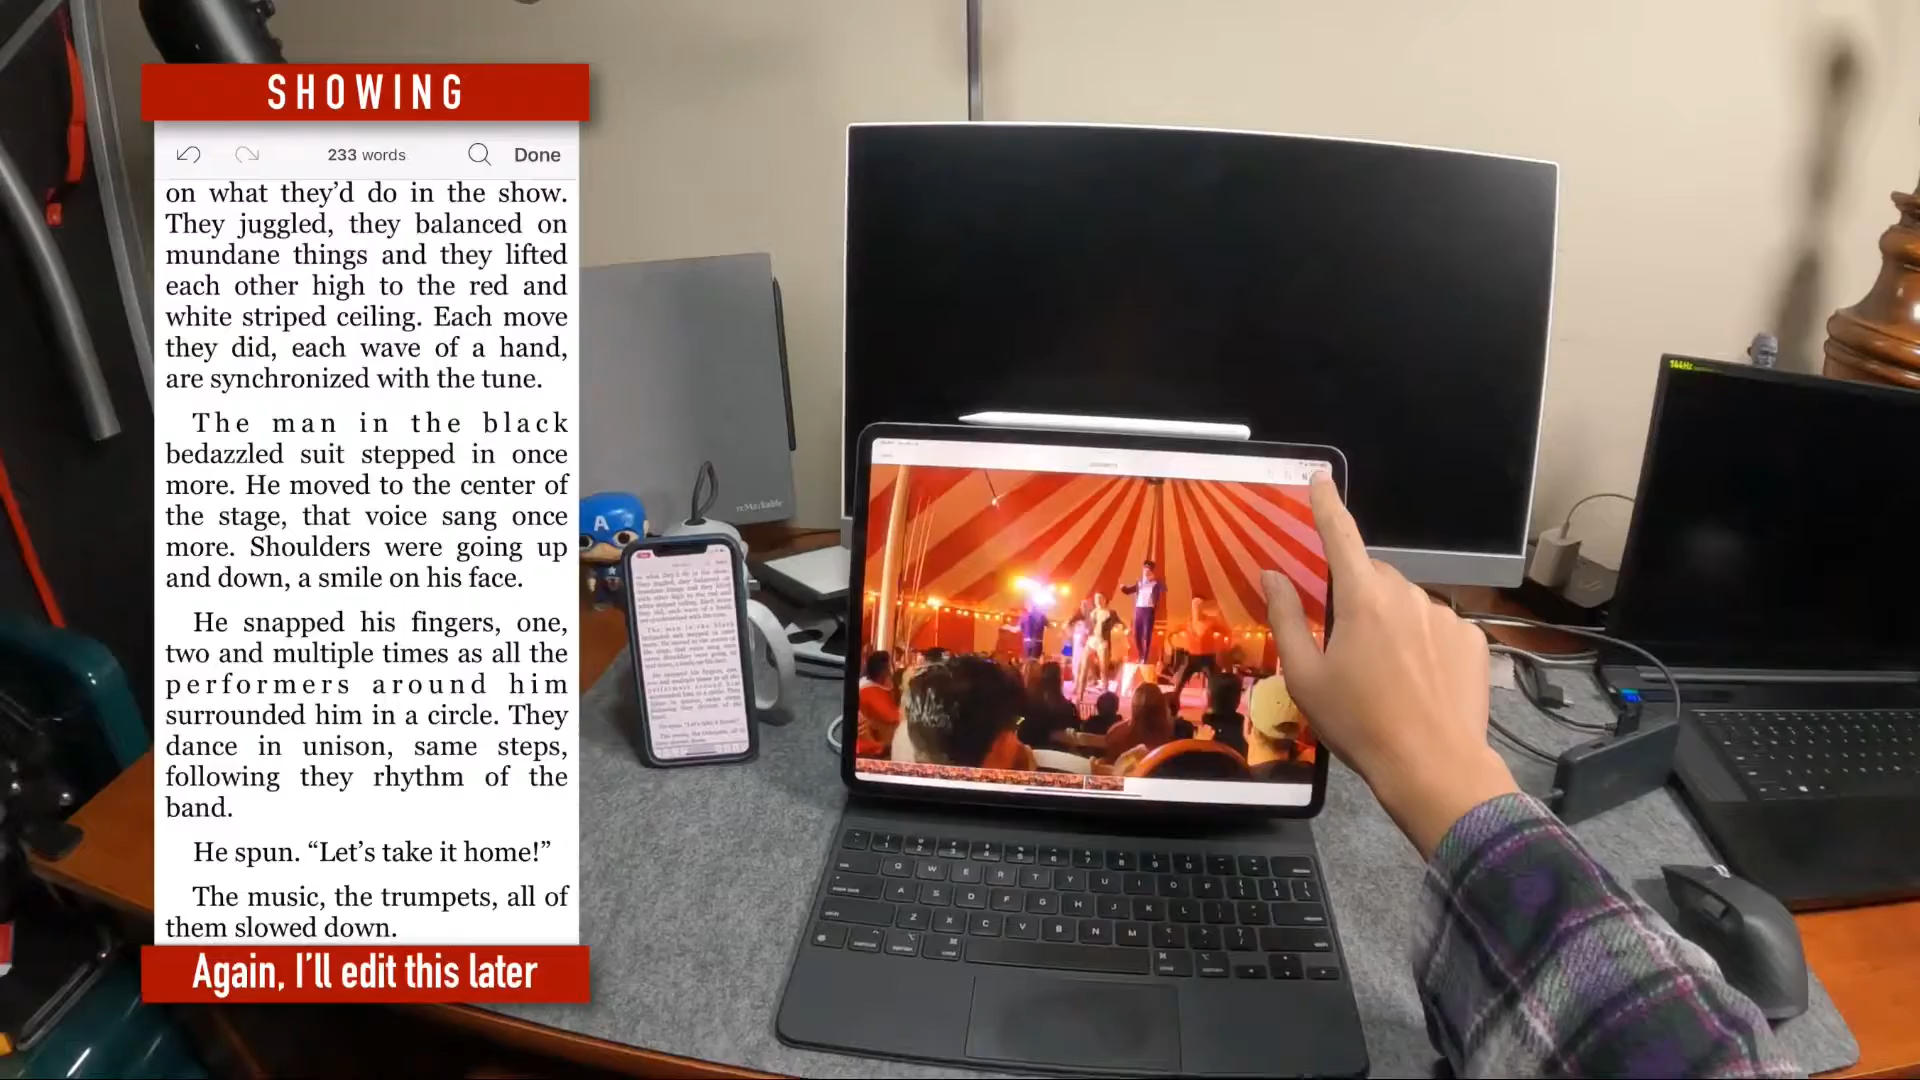 SHOWING
233 words
Done
on what they’d do in the show.
They juggled, they balanced on
mundane things and they lifted
each other high to the red and
white striped ceiling. Each move
they did, each wave of a hand,
are synchronized with the tune.
The man in the black
bedazzled suit stepped in once
more. He moved to the center of
the stage, that voice sang once
more. Shoulders were going up
and down, a smile on his face.
He snapped his fingers, one,
two and multiple times as all the
performers around him
surrounded him in a circle. They
dance in unison, same steps,
following they rhythm of the
band.
He spun. “Let’s take it home!”
The music, the trumpets, all of
them slowed down.
Again, I’ll edit this later
reMarkable
A
144Hz
Q W E R T Y U I O P
A S D F G H J K L
Z X C V B N M